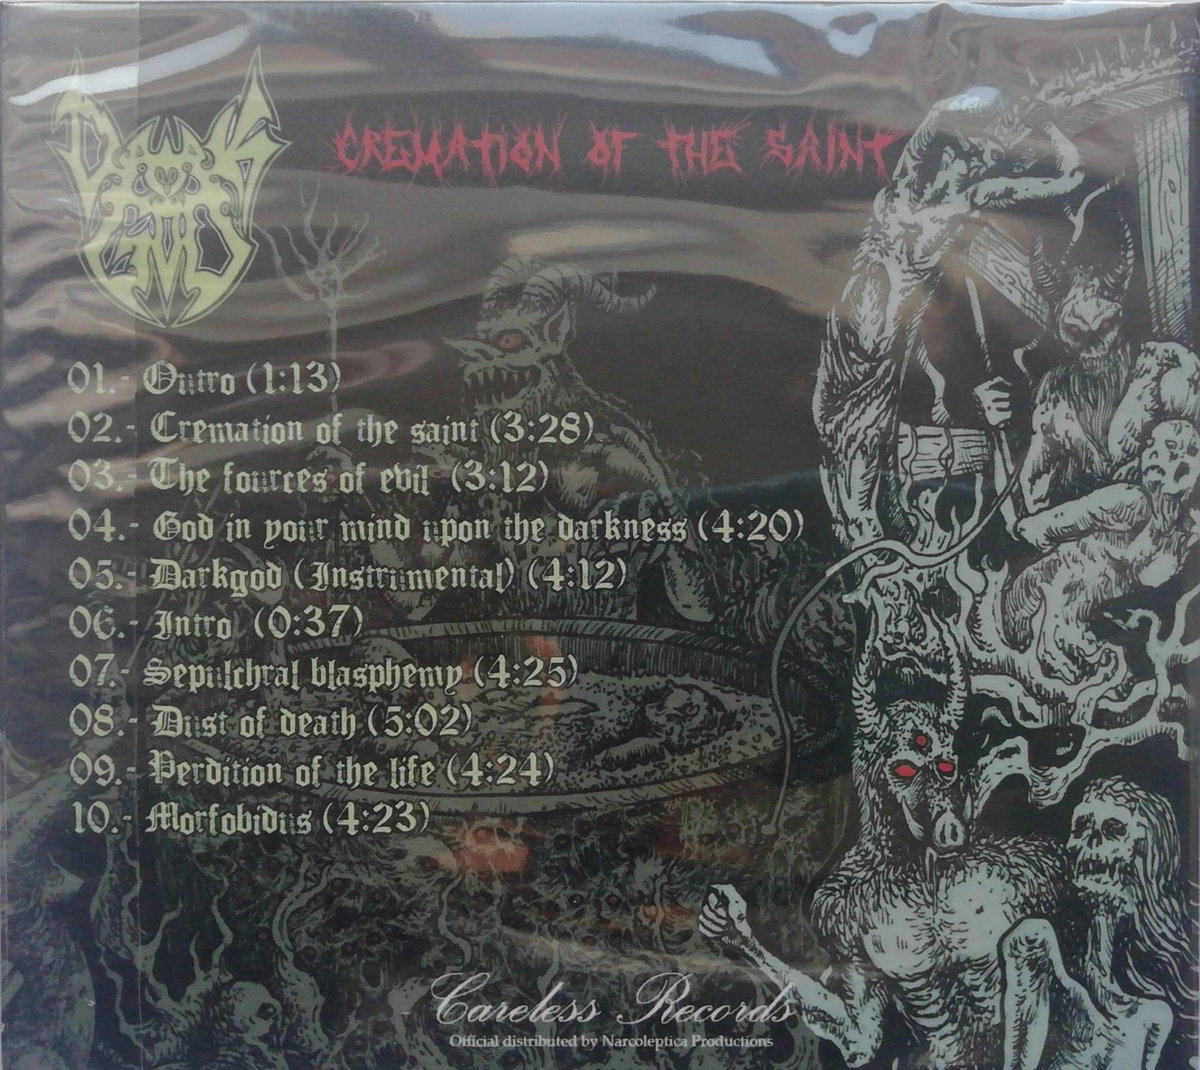 DARK
GOD
CREMATION OF THE SAINT
01.- Outro (1:13)
02.- Cremation of the saint (3:28)
03.- The fources of evil (3:12)
04.- God in your mind upon the darkness (4:20)
05.- Darkgod (Instrumental) (4:12)
06.- Intro (0:37)
07.- Sepulchral blasphemy (4:25)
08.- Dust of death (5:02)
09.- Perdition of the life (4:24)
10.- Morfobidus (4:23)
Careless Records
Official distributed by Narcoleptica Productions